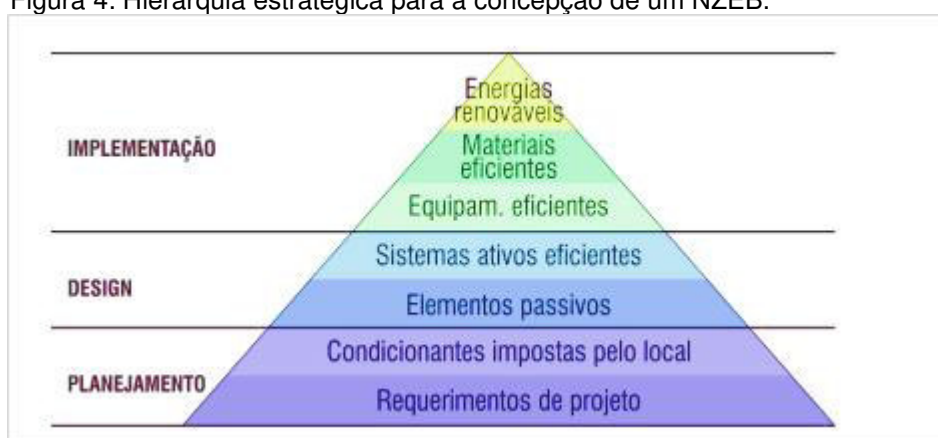 Figura 4. Hierarquia estratégica para a concepção de um NZEB.
Energias
renováveis
IMPLEMENTAÇÃO
Materiais
eficientes
Equipam. eficientes
Sistemas ativos eficientes
DESIGN
Elementos passivos
Condicionantes impostas pelo local
PLANEJAMENTO
Requerimentos de projeto